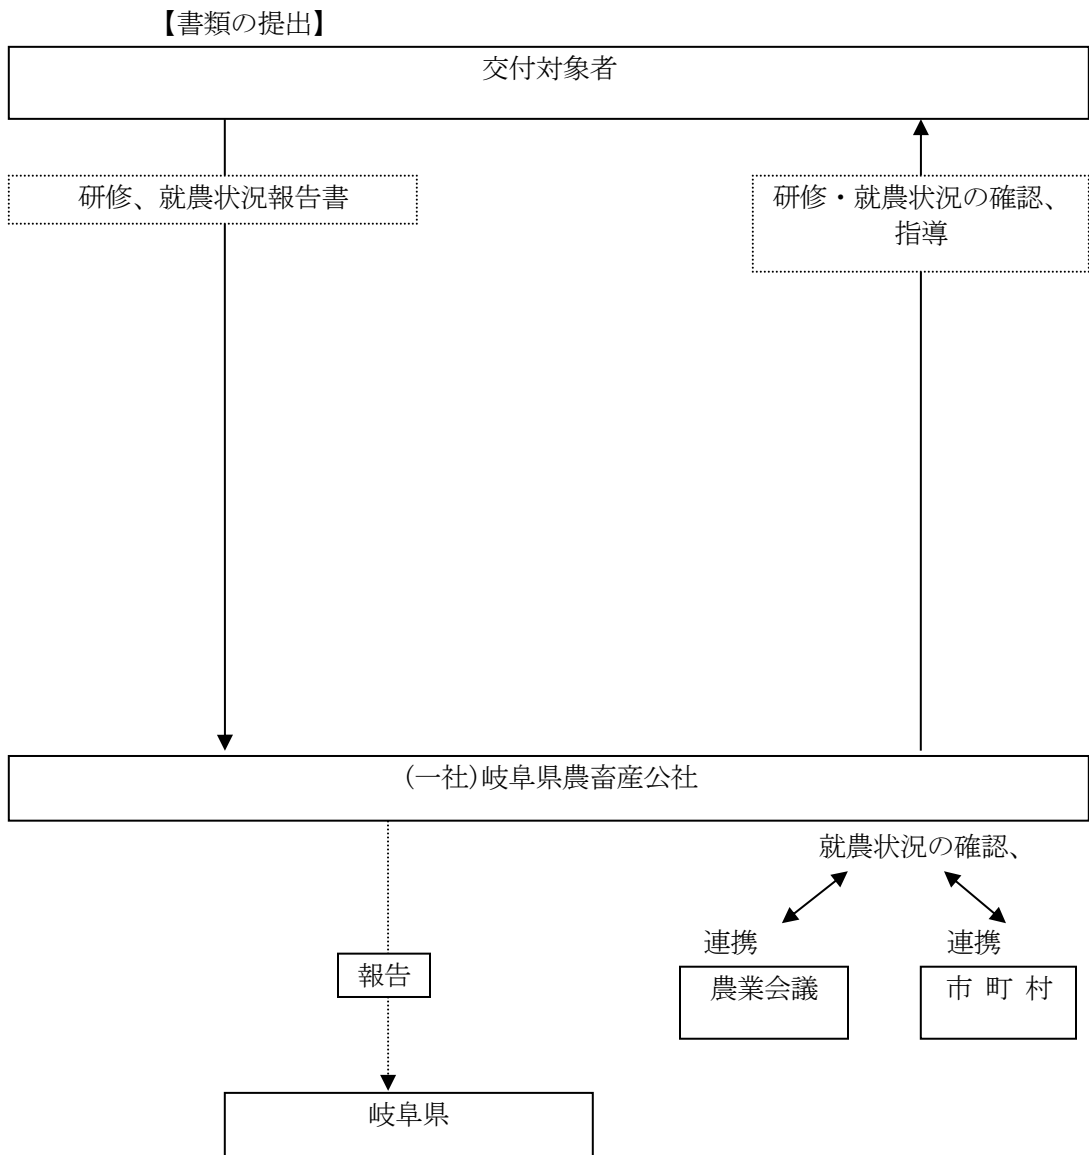 【書類の提出】
交付対象者
研修、就農状況報告書
研修・就農状況の確認、
指導
(一社)岐阜県農畜産公社
就農状況の確認、
連携
連携
報告
農業会議
市 町 村
岐阜県